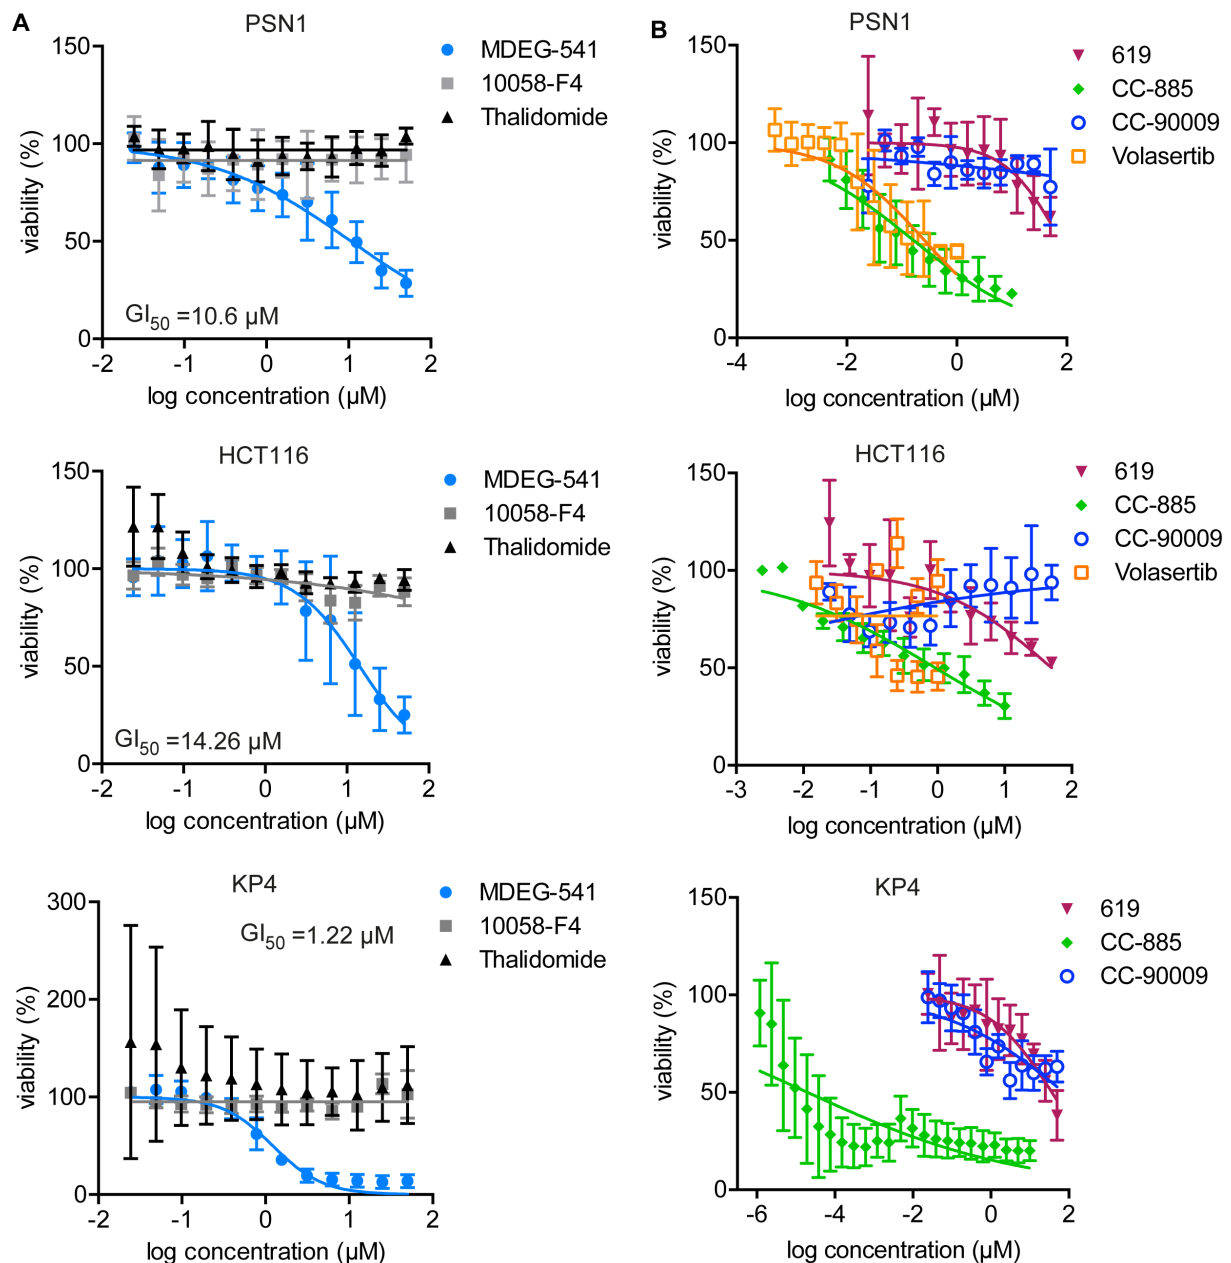 A
PSN1
MDEG-541
10058-F4
Thalidomide
150
100
50
0
viability (%)
GI50 =10.6 µM
-2 -1 0 1 2
log concentration (µM)
B
PSN1
619
CC-885
CC-90009
Volasertib
150
100
50
0
viability (%)
-4 -2 0 2
log concentration (µM)
HCT116
MDEG-541
10058-F4
Thalidomide
150
100
50
0
viability (%)
GI50 =14.26 µM
-2 -1 0 1 2
log concentration (µM)
HCT116
619
CC-885
CC-90009
Volasertib
150
100
50
0
viability (%)
-3 -2 -1 0 1 2
log concentration (µM)
KP4
MDEG-541
10058-F4
Thalidomide
GI50 =1.22 µM
300
200
100
0
viability (%)
-2 -1 0 1 2
log concentration (µM)
KP4
619
CC-885
CC-90009
150
100
50
0
viability (%)
-6 -4 -2 0 2
log concentration (µM)